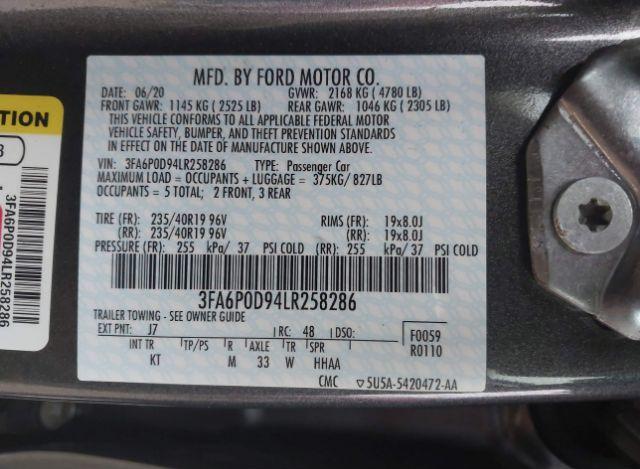 MFD. BY FORD MOTOR CO.
DATE: 06/20 GVWR: 2168 KG ( 4780 LB)
FRONT GAWR: 1145 KG ( 2525 LB) REAR GAWR: 1046 KG ( 2305 LB)
THIS VEHICLE CONFORMS TO ALL APPLICABLE FEDERAL MOTOR
VEHICLE SAFETY, BUMPER, AND THEFT PREVENTION STANDARDS
IN EFFECT ON THE DATE OF MANUFACTURE SHOWN ABOVE.
VIN: 3FA6P0D94LR258286 TYPE: Passenger Car
MAXIMUM LOAD = OCCUPANTS + LUGGAGE = 375KG/ 827LB
OCCUPANTS = 5 TOTAL; 2 FRONT, 3 REAR
TIRE (FR): 235/40R19 96V RIMS (FR): 19x8.0J
(RR): 235/40R19 96V (RR): 19x8.0J
PRESSURE (FR): 255 kPa/ 37 PSI COLD (RR): 255 kPa/ 37 PSI COLD
3FA6P0D94LR258286
TRAILER TOWING - SEE OWNER GUIDE
EXT PNT: J7 RC: 48 DSO:
F0059
R0110
INT TR TP/PS R AXLE TR SPR
KT M 33 W HHAA
CMC ▽5U5A-5420472-AA
TION
3FA6P0D94LR258286